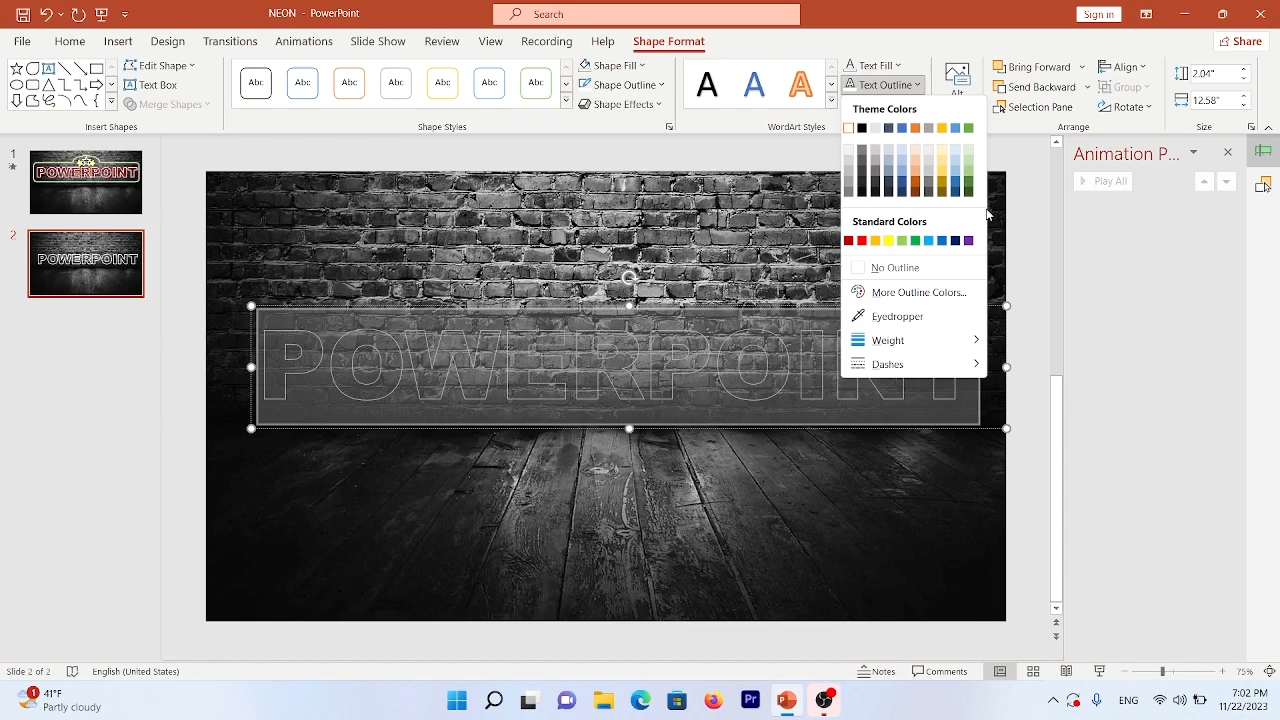 NEON - PowerPoint
Search
Sign in
File Home Insert Design Transitions Animations Slide Show Review View Recording Help Shape Format
Share
Edit Shape
Text Box
Merge Shapes
Insert Shapes
Abc Abc Abc Abc Abc Abc Abc
Shape Fill
Shape Outline
Shape Effects
Shape Styles
A A A
Text Fill
Text Outline
WordArt Styles
Alt
Bring Forward
Send Backward
Selection Pane
Align
Group
Rotate
Arrange
2.04"
12.58"
Size
Theme Colors
Standard Colors
No Outline
More Outline Colors...
Eyedropper
Weight
Dashes
1
POWERPOINT
2
POWERPOINT
POWERPOINT
Animation P...
Play All
Slide 2 of 2
English (United States)
Notes
Comments
75%
1
41°F
Partly cloudy
Pr
P
ENG
7:02 PM
11/22/2023